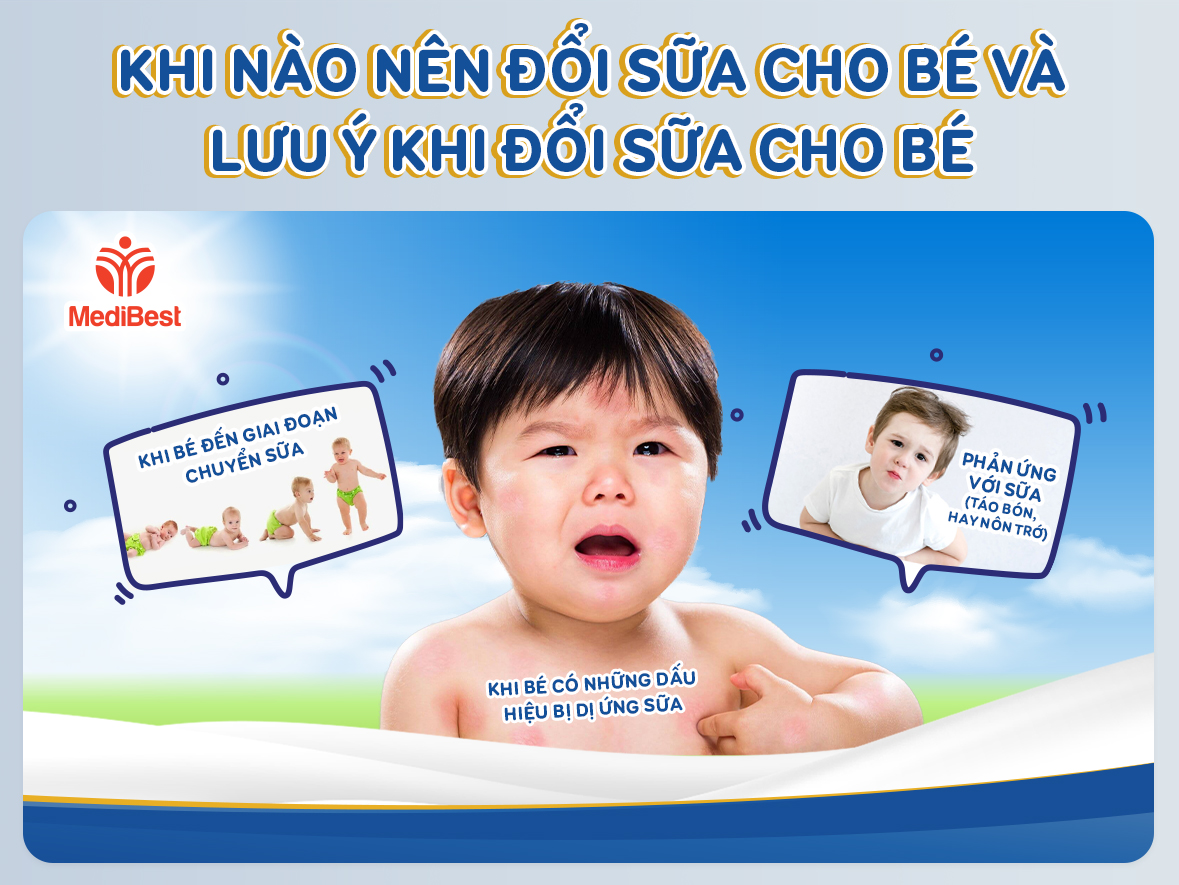 KHI NÀO NÊN ĐỔI SỮA CHO BÉ VÀ
LƯU Ý KHI ĐỔI SỮA CHO BÉ
MediBest
KHI BÉ ĐẾN GIAI ĐOẠN
CHUYỂN SỮA
PHẢN ỨNG
VỚI SỮA
(TÁO BÓN,
HAY NÔN TRỚ)
KHI BÉ CÓ NHỮNG DẤU
HIỆU BỊ DỊ ỨNG SỮA